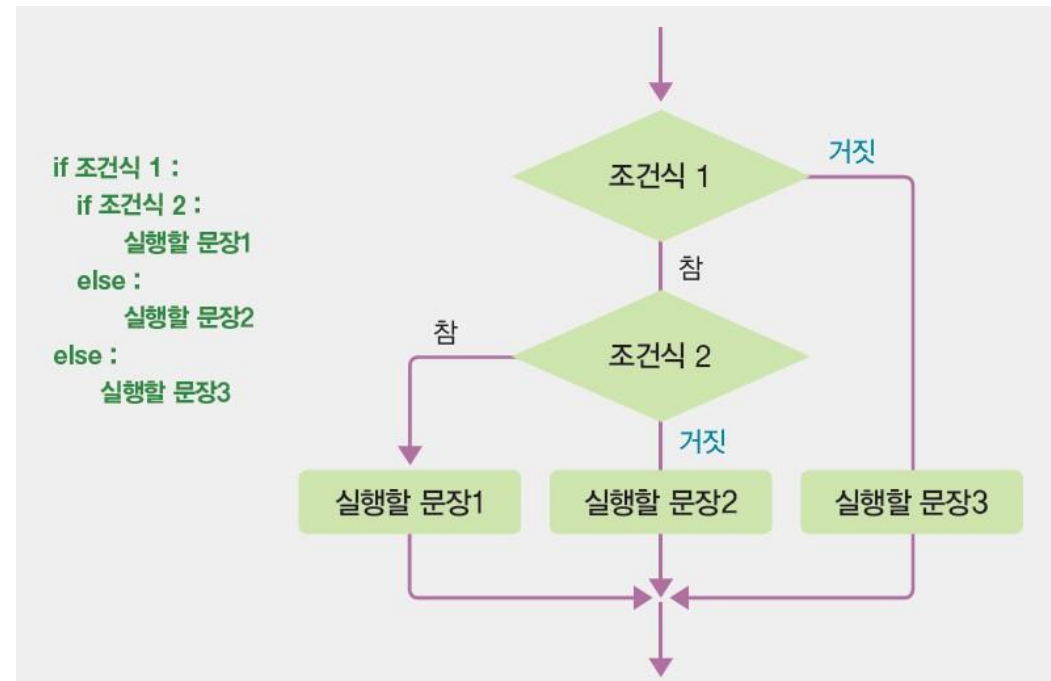 if 조건식 1 :
if 조건식 2 :
실행할 문장1
else :
실행할 문장2
else :
실행할 문장3
조건식 1
거짓
참
조건식 2
참
거짓
실행할 문장1
실행할 문장2
실행할 문장3